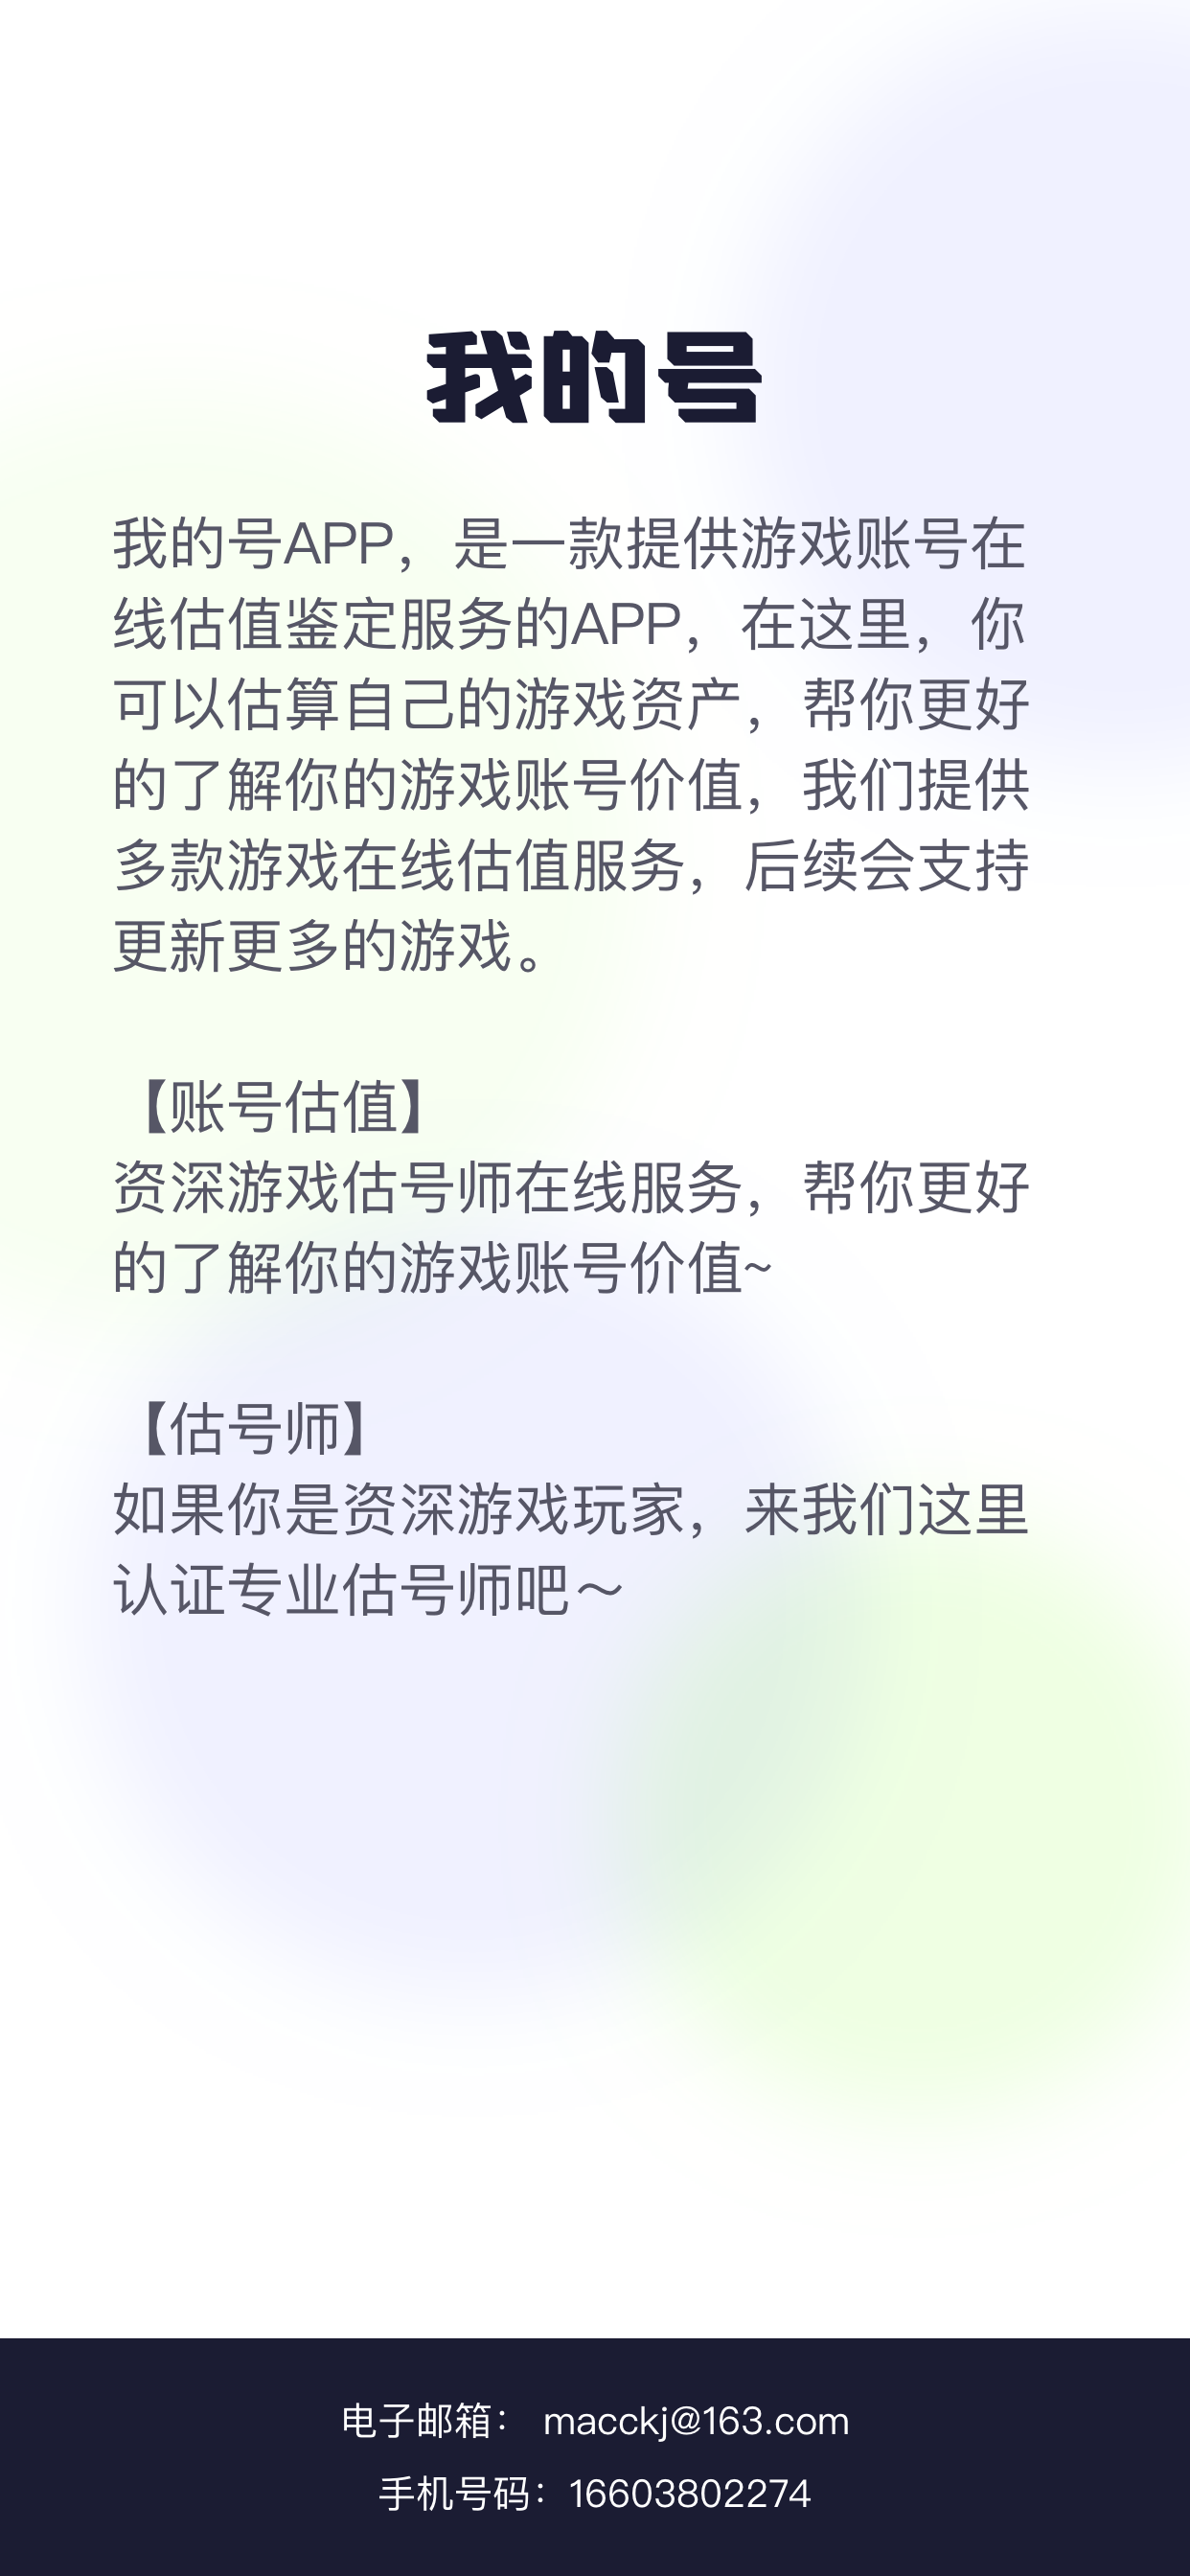 我的号
我的号APP，是一款提供游戏账号在
线估值鉴定服务的APP，在这里，你
可以估算自己的游戏资产，帮你更好
的了解你的游戏账号价值，我们提供
多款游戏在线估值服务，后续会支持
更新更多的游戏。
【账号估值】
资深游戏估号师在线服务，帮你更好
的了解你的游戏账号价值~
【估号师】
如果你是资深游戏玩家，来我们这里
认证专业估号师吧～
电子邮箱： macckj@163.com
手机号码：16603802274